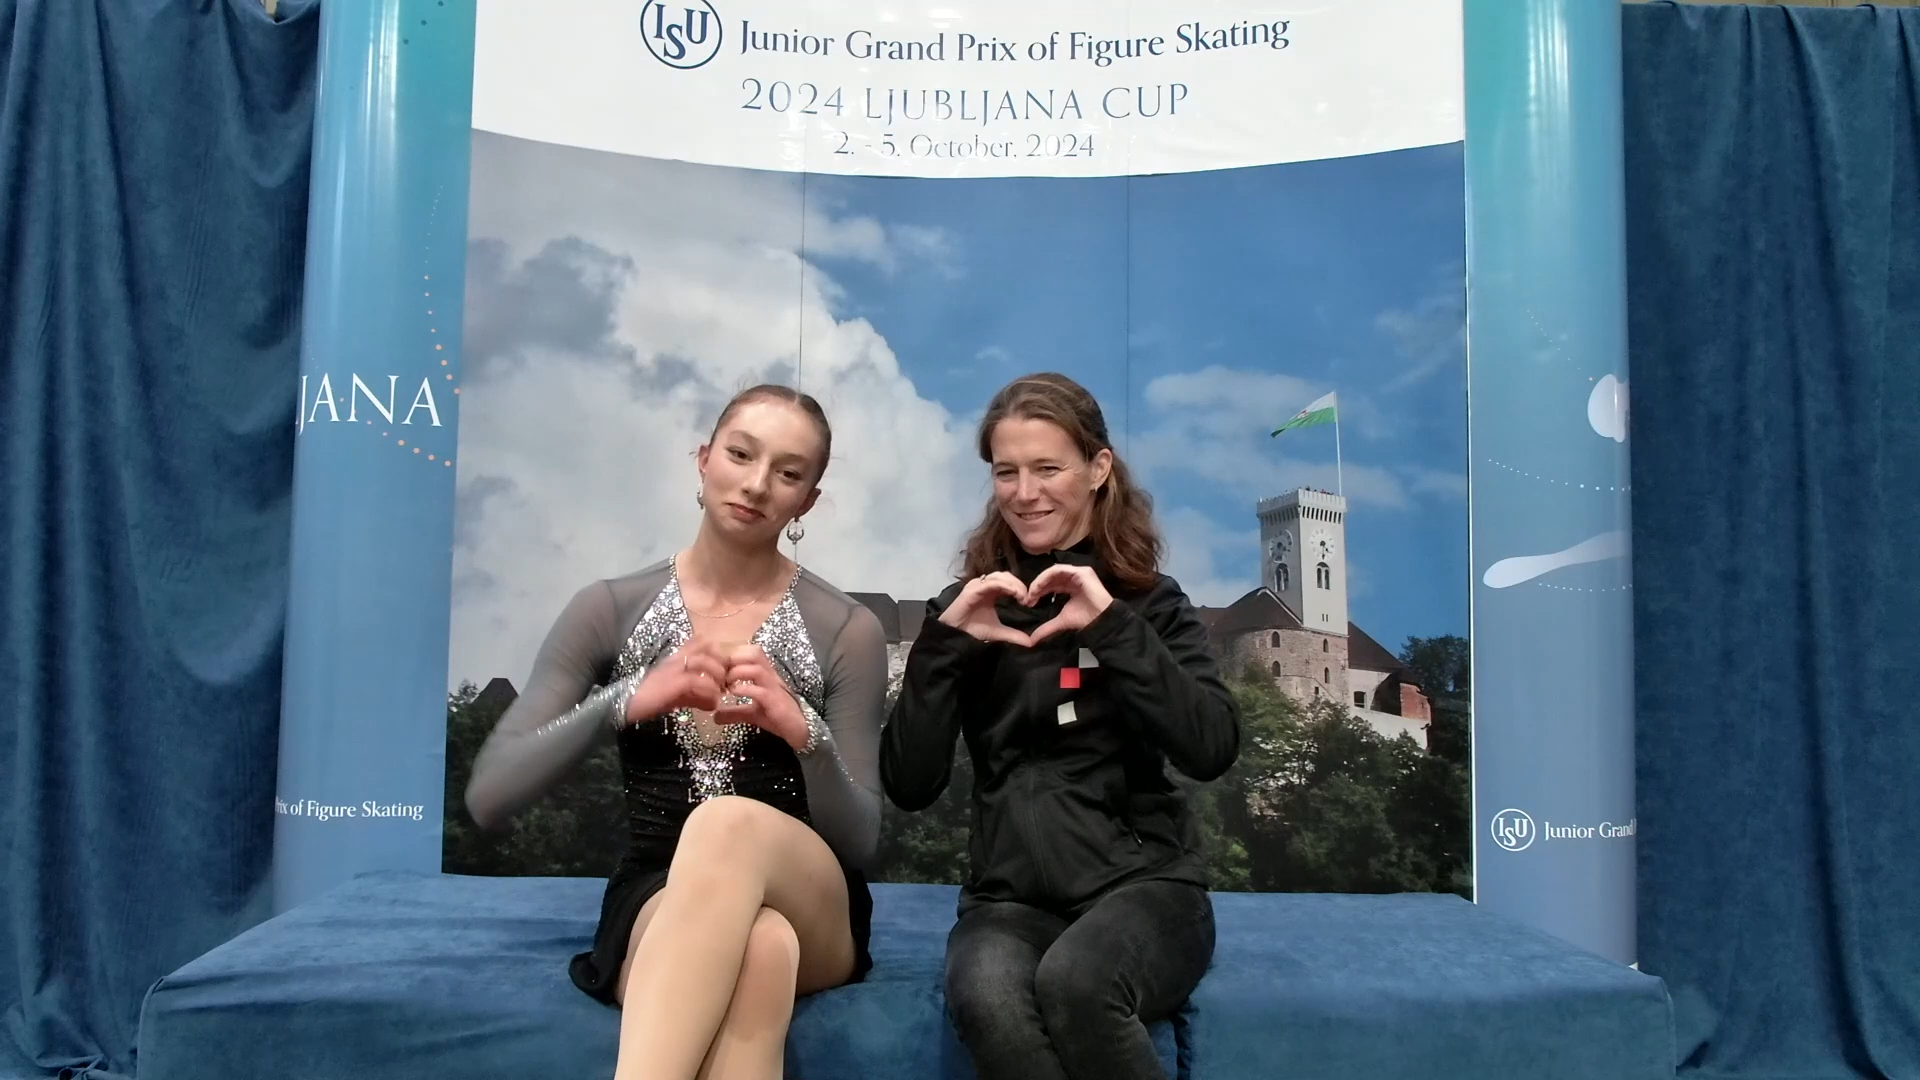 ISU Junior Grand Prix of Figure Skating
2024 LJUBLJANA CUP
2. - 5. October, 2024
JANA
rix of Figure Skating
ISU Junior Grand